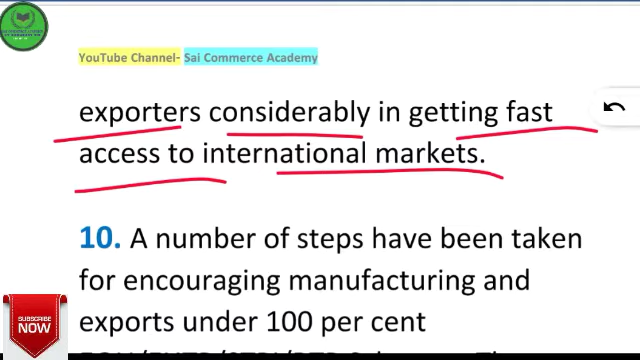 YouTube Channel- Sai Commerce Academy
exporters considerably in getting fast
access to international markets.
10. A number of steps have been taken
for encouraging manufacturing and
exports under 100 per cent
SUBSCRIBE
NOW